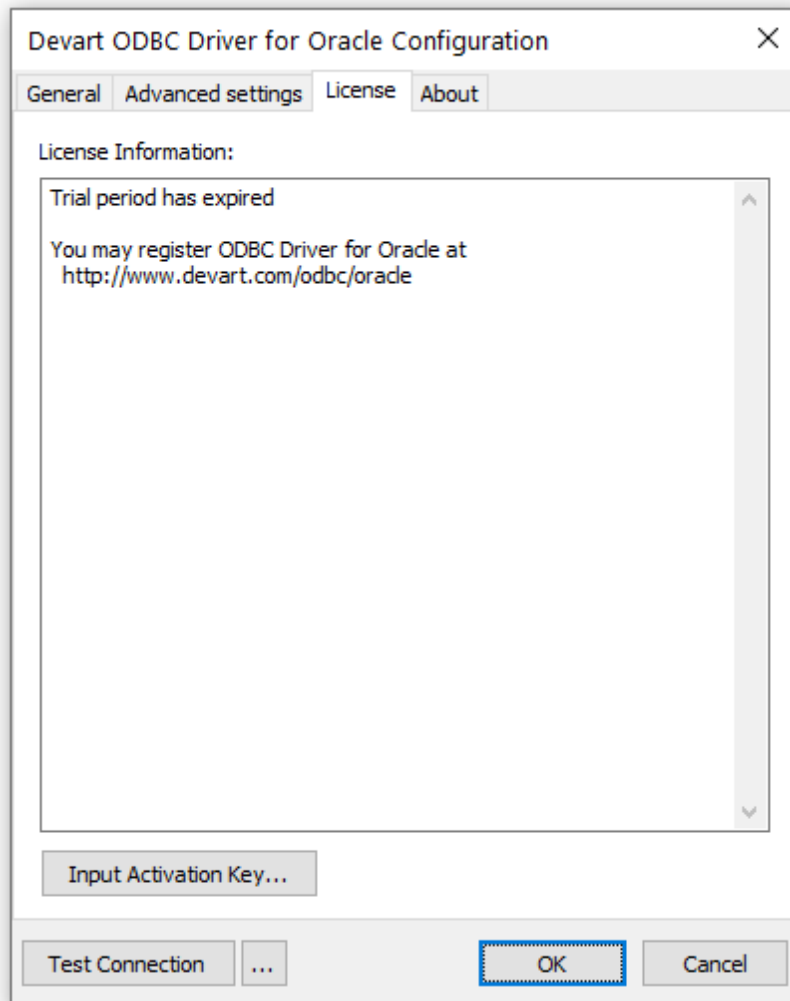 Devart ODBC Driver for Oracle Configuration
General Advanced settings License About
License Information:
Trial period has expired
You may register ODBC Driver for Oracle at
http://www.devart.com/odbc/oracle
Input Activation Key...
Test Connection ... OK Cancel